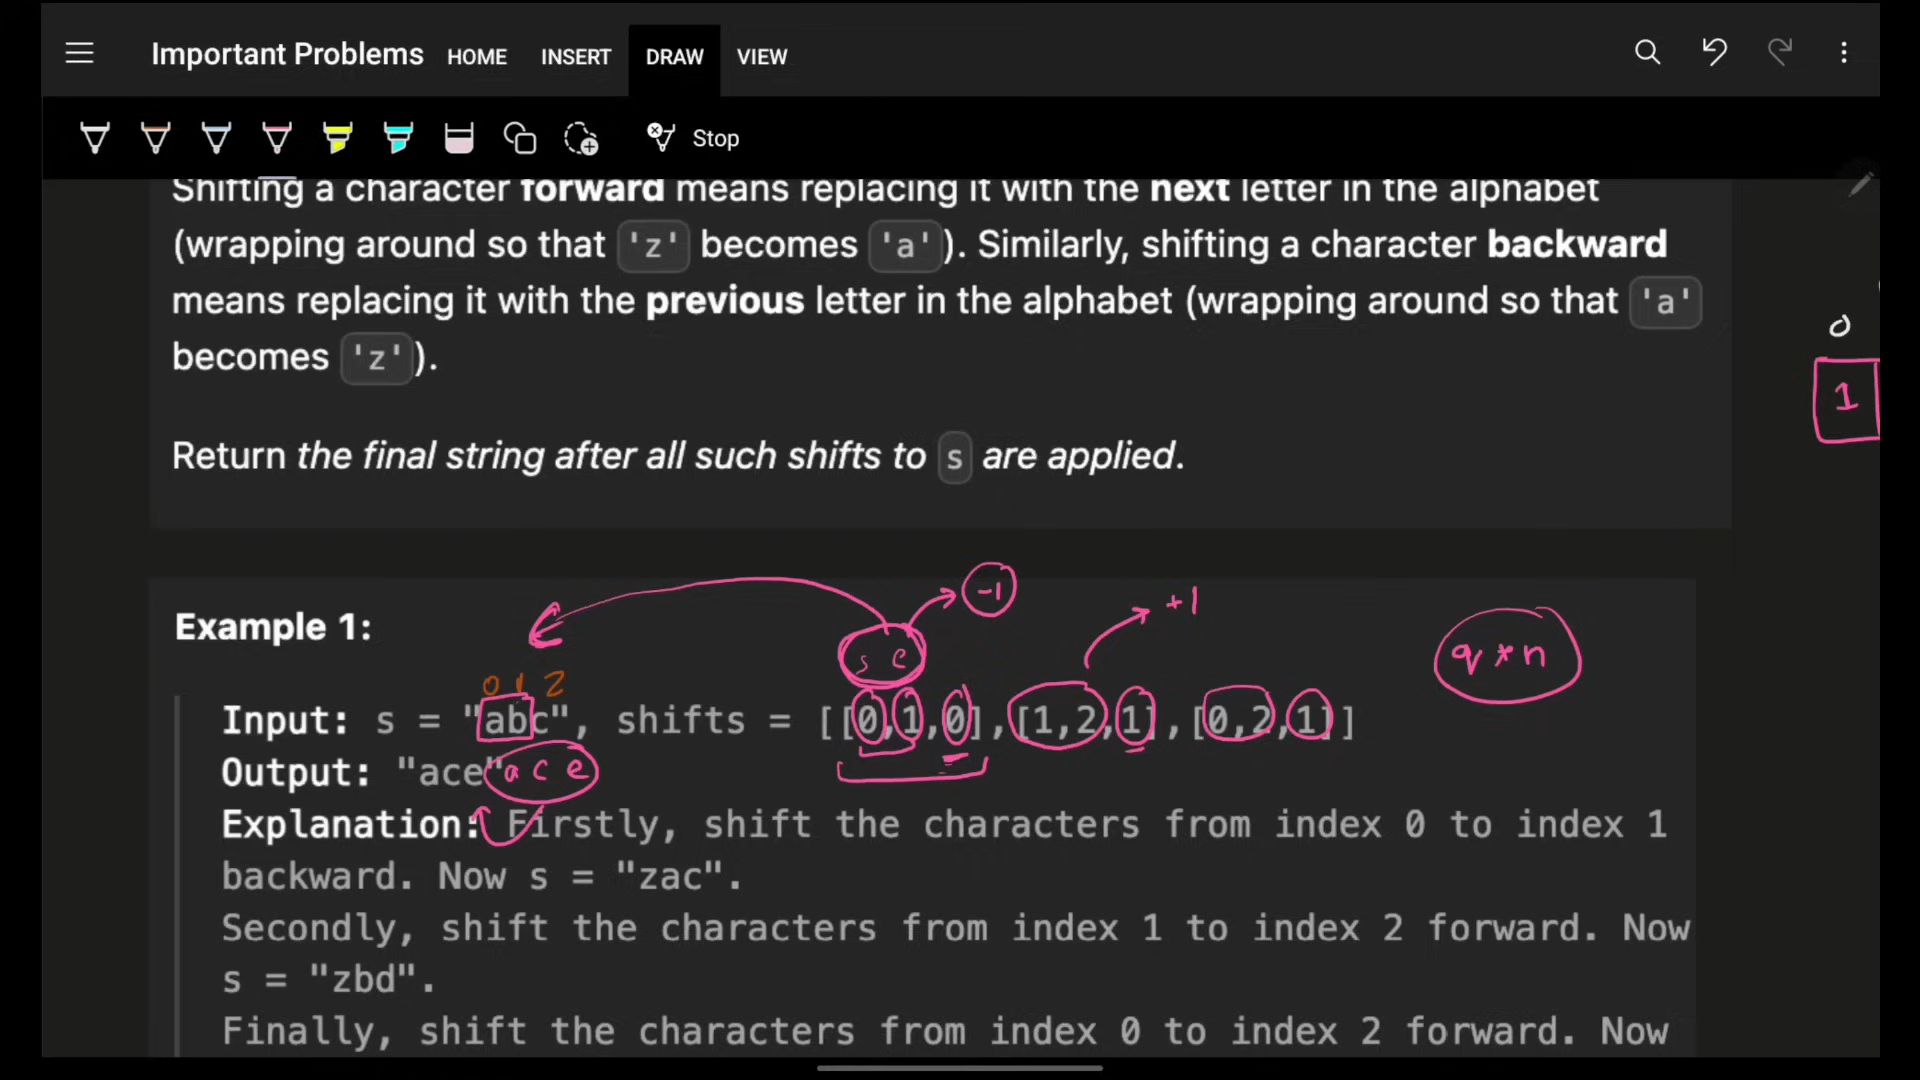 Important Problems HOME INSERT DRAW VIEW
Stop
Shifting a character forward means replacing it with the next letter in the alphabet
(wrapping around so that 'z' becomes 'a'). Similarly, shifting a character backward
means replacing it with the previous letter in the alphabet (wrapping around so that 'a'
becomes 'z').
0
1
Return the final string after all such shifts to s are applied.
-1
+1
Example 1:
s e
q * n
0 1 2
Input: s = "abc", shifts = [[0,1,0],[1,2,1],[0,2,1]]
Output: "ace" a c e
Explanation: Firstly, shift the characters from index 0 to index 1
backward. Now s = "zac".
Secondly, shift the characters from index 1 to index 2 forward. Now
s = "zbd".
Finally, shift the characters from index 0 to index 2 forward. Now